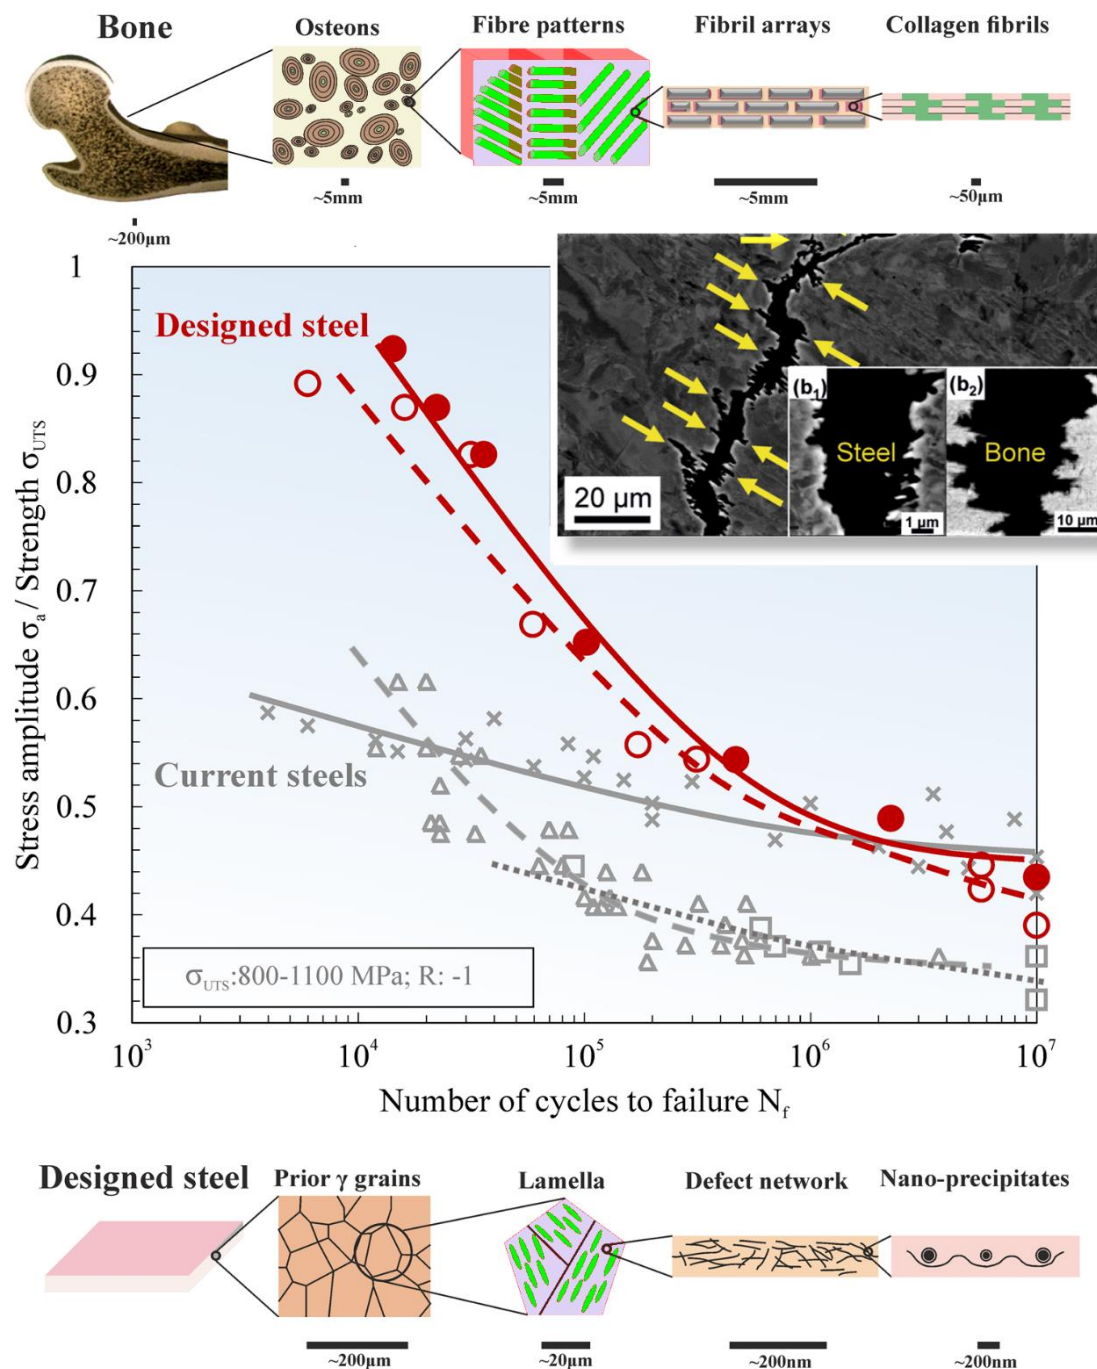 Bone
Osteons
Fibre patterns
Fibril arrays
Collagen fibrils
~200µm
~5mm
~5mm
~5mm
~50µm
Designed steel
Current steels
σUTS:800-1100 MPa; R: -1
20 µm
(b1)
Steel
1 µm
(b2)
Bone
10 µm
Stress amplitude σa / Strength σUTS
1
0.9
0.8
0.7
0.6
0.5
0.4
0.3
10³
10⁴
10⁵
10⁶
10⁷
Number of cycles to failure Nf
Designed steel
Prior γ grains
Lamella
Defect network
Nano-precipitates
~200µm
~20µm
~200nm
~200nm